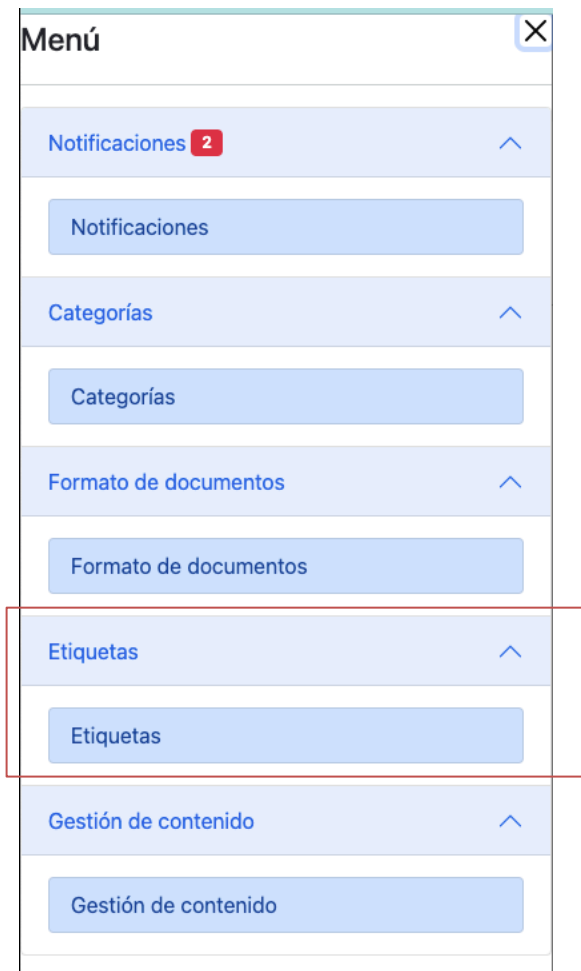 Menú
Notificaciones 2
Notificaciones
Categorías
Categorías
Formato de documentos
Formato de documentos
Etiquetas
Etiquetas
Gestión de contenido
Gestión de contenido